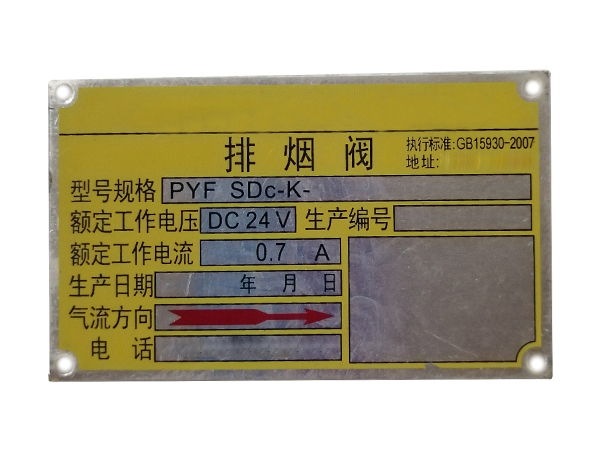 排烟阀
执行标准:GB15930-2007
地址:
型号规格 PYF SDc-K-
额定工作电压 DC 24 V 生产编号
额定工作电流 0.7 A
生产日期 年 月 日
气流方向
电 话